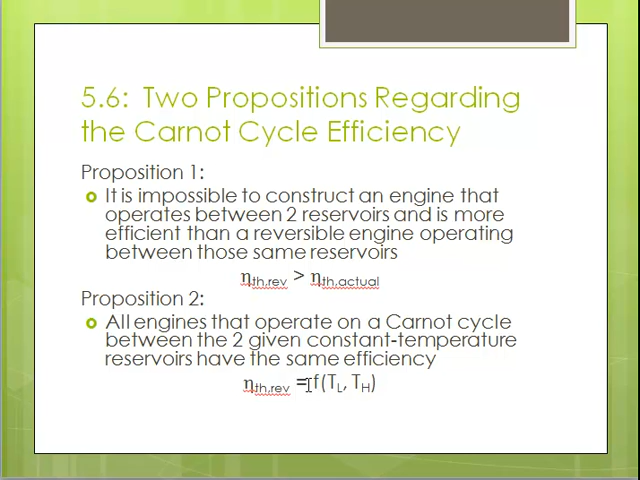 5.6: Two Propositions Regarding
the Carnot Cycle Efficiency
Proposition 1:
It is impossible to construct an engine that
operates between 2 reservoirs and is more
efficient than a reversible engine operating
between those same reservoirs
ηth,rev > ηth,actual
Proposition 2:
All engines that operate on a Carnot cycle
between the 2 given constant-temperature
reservoirs have the same efficiency
ηth,rev = f(TL, TH)